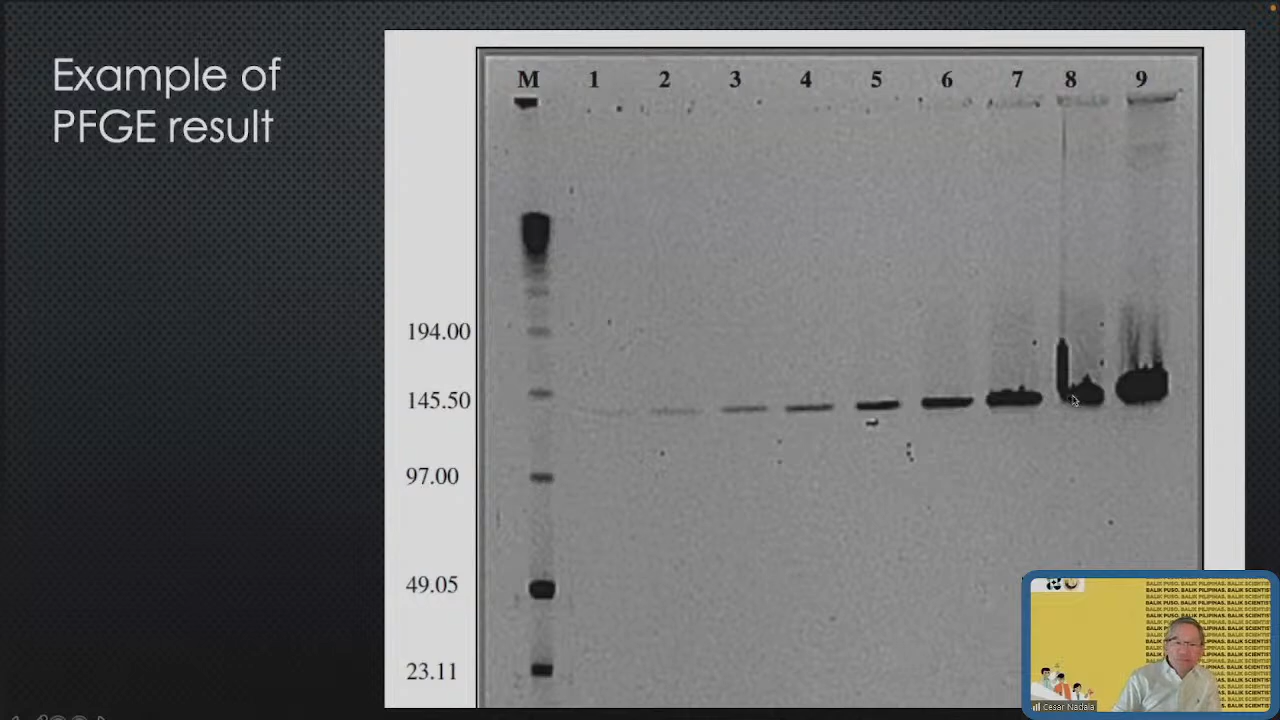 Example of
PFGE result
M 1 2 3 4 5 6 7 8 9
194.00
145.50
97.00
49.05
23.11
BALIK PUSO. BALIK PILIPINAS. BALIK SCIENTIST
Cesar Nadala